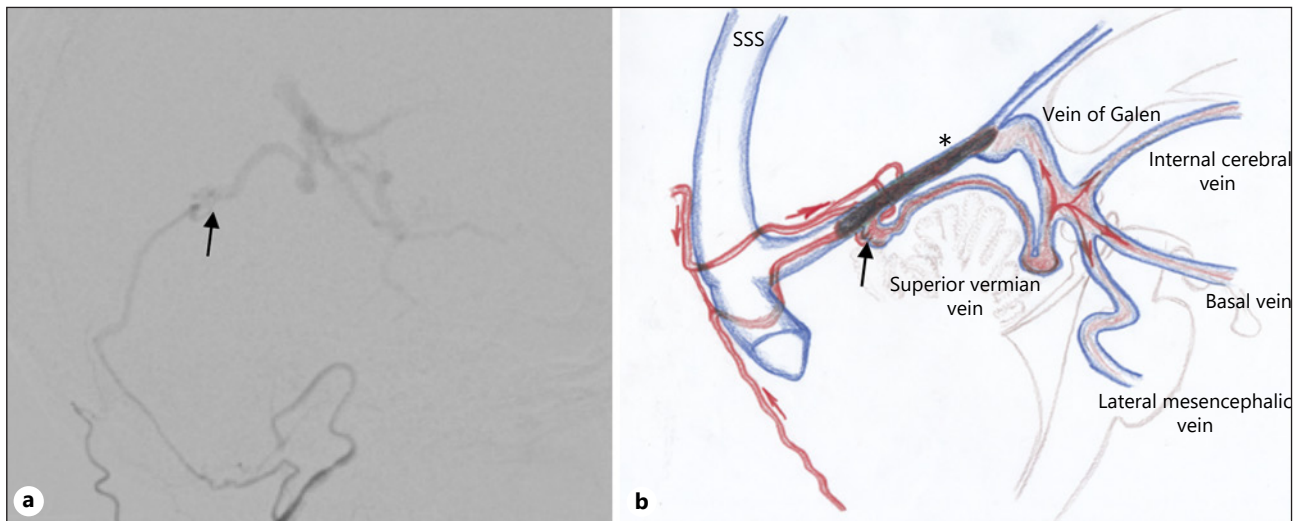 SSS
*
Vein of Galen
Internal cerebral
vein
Superior vermian
vein
Basal vein
Lateral mesencephalic
vein
a
b